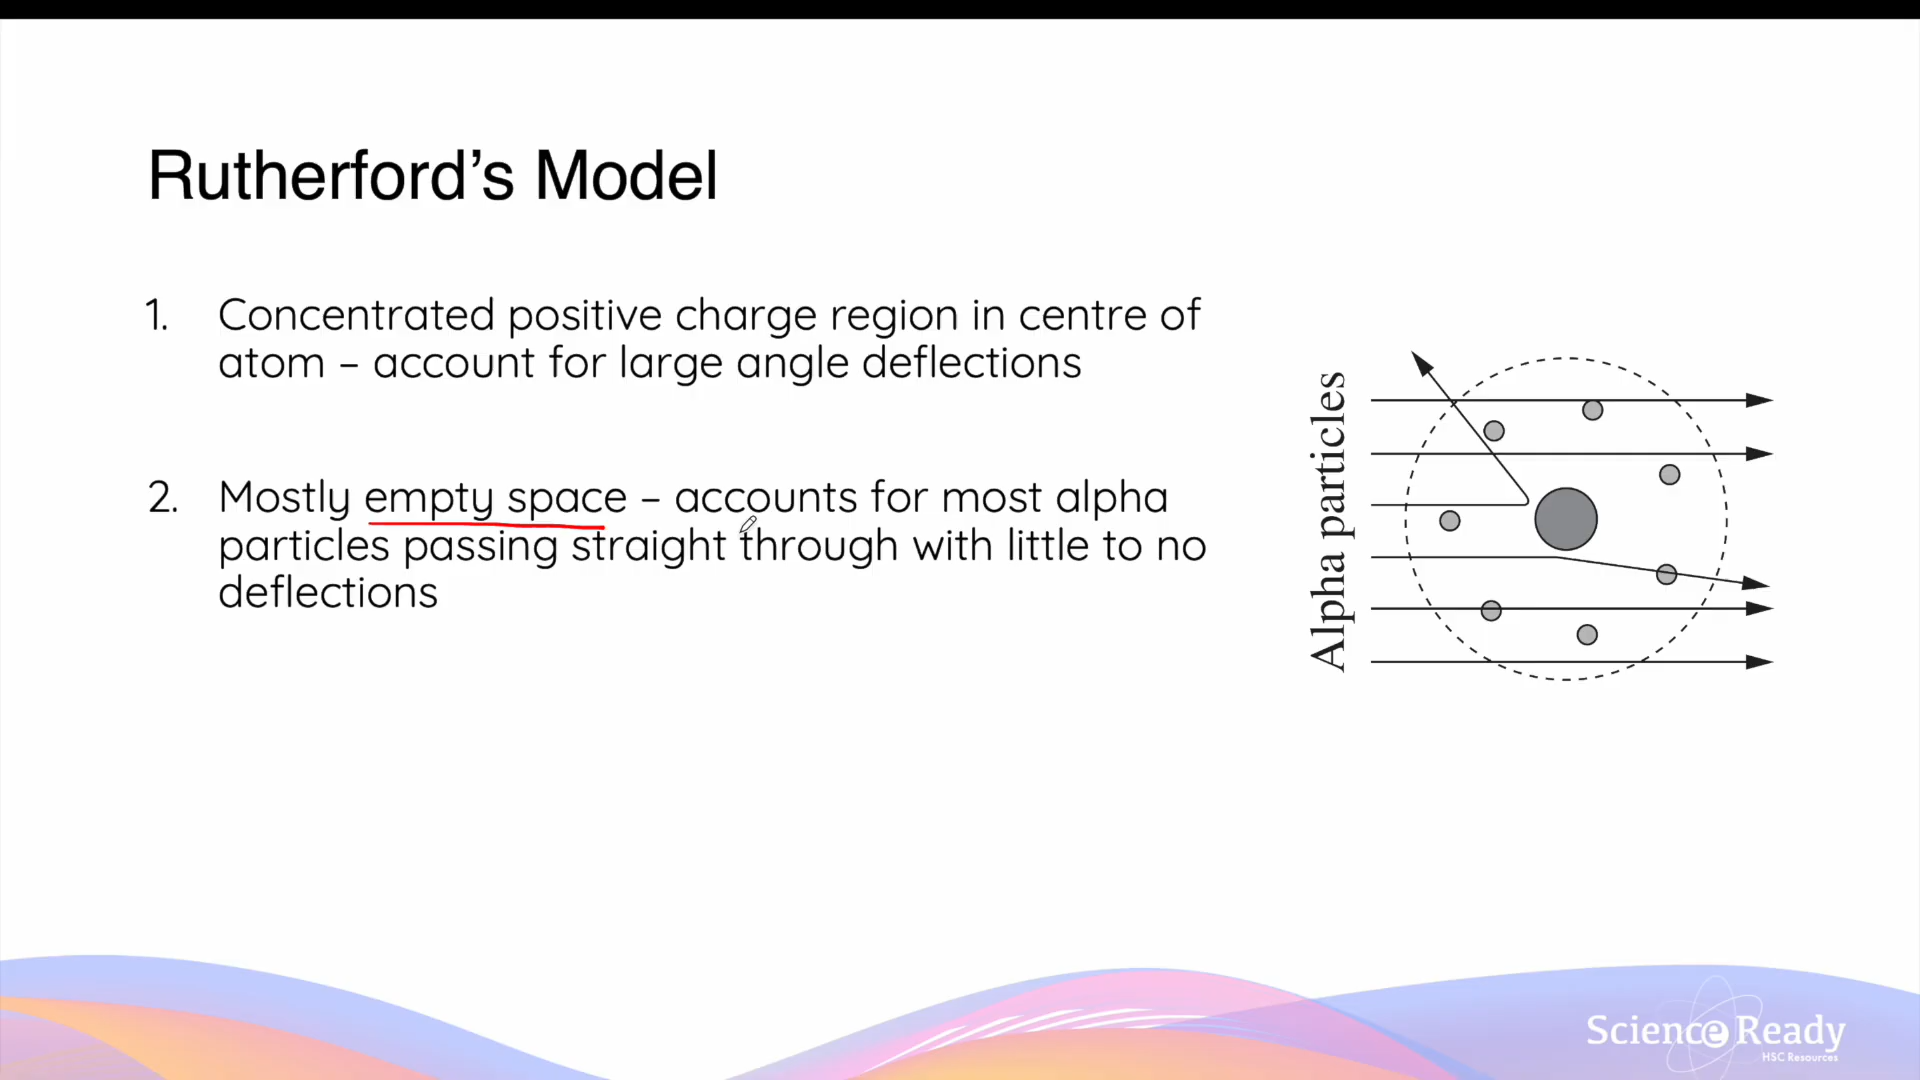 Rutherford’s Model
1. Concentrated positive charge region in centre of
atom – account for large angle deflections
2. Mostly empty space – accounts for most alpha
particles passing straight through with little to no
deflections
Alpha particles
Science Ready
HSC Resources